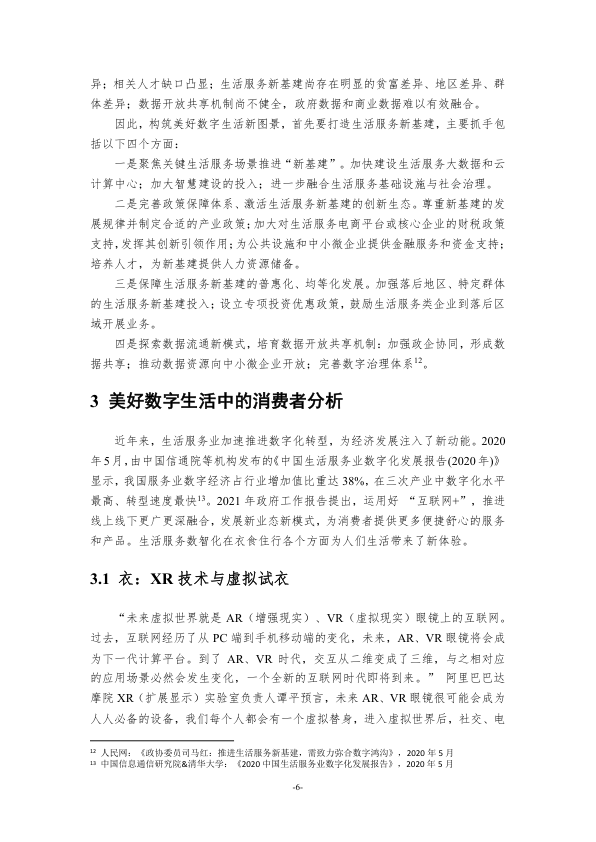 异；相关人才缺口凸显；生活服务新基建尚存在明显的贫富差异、地区差异、群
体差异；数据开放共享机制尚不健全，政府数据和商业数据难以有效融合。
因此，构筑美好数字生活新图景，首先要打造生活服务新基建，主要抓手包
括以下四个方面：
一是聚焦关键生活服务场景推进“新基建”。加快建设生活服务大数据和云
计算中心；加大智慧建设的投入；进一步融合生活服务基础设施与社会治理。
二是完善政策保障体系、激活生活服务新基建的创新生态。尊重新基建的发
展规律并制定合适的产业政策；加大对生活服务电商平台或核心企业的财税政策
支持，发挥其创新引领作用；为公共设施和中小微企业提供金融服务和资金支持；
培养人才，为新基建提供人力资源储备。
三是保障生活服务新基建的普惠化、均等化发展。加强落后地区、特定群体
的生活服务新基建投入；设立专项投资优惠政策，鼓励生活服务类企业到落后区
域开展业务。
四是探索数据流通新模式，培育数据开放共享机制：加强政企协同，形成数
据共享；推动数据资源向中小微企业开放；完善数字治理体系12。
3 美好数字生活中的消费者分析
近年来，生活服务业加速推进数字化转型，为经济发展注入了新动能。2020
年5月，由中国信通院等机构发布的《中国生活服务业数字化发展报告(2020年)》
显示，我国服务业数字经济占行业增加值比重达 38%，在三次产业中数字化水平
最高、转型速度最快13。2021 年政府工作报告提出，运用好 “互联网+”，推进
线上线下更广更深融合，发展新业态新模式，为消费者提供更多便捷舒心的服务
和产品。生活服务数智化在衣食住行各个方面为人们生活带来了新体验。
3.1 衣：XR 技术与虚拟试衣
“未来虚拟世界就是 AR（增强现实）、VR（虚拟现实）眼镜上的互联网。
过去，互联网经历了从 PC 端到手机移动端的变化，未来，AR、VR 眼镜将会成
为下一代计算平台。到了 AR、VR 时代，交互从二维变成了三维，与之相对应
的应用场景必然会发生变化，一个全新的互联网时代即将到来。” 阿里巴巴达
摩院 XR（扩展显示）实验室负责人谭平预言，未来 AR、VR 眼镜很可能会成为
人人必备的设备，我们每个人都会有一个虚拟替身，进入虚拟世界后，社交、电
12 人民网：《政协委员司马红：推进生活服务新基建，需致力弥合数字鸿沟》，2020 年 5 月
13 中国信息通信研究院&清华大学：《2020 中国生活服务业数字化发展报告》，2020 年 5 月
-6-